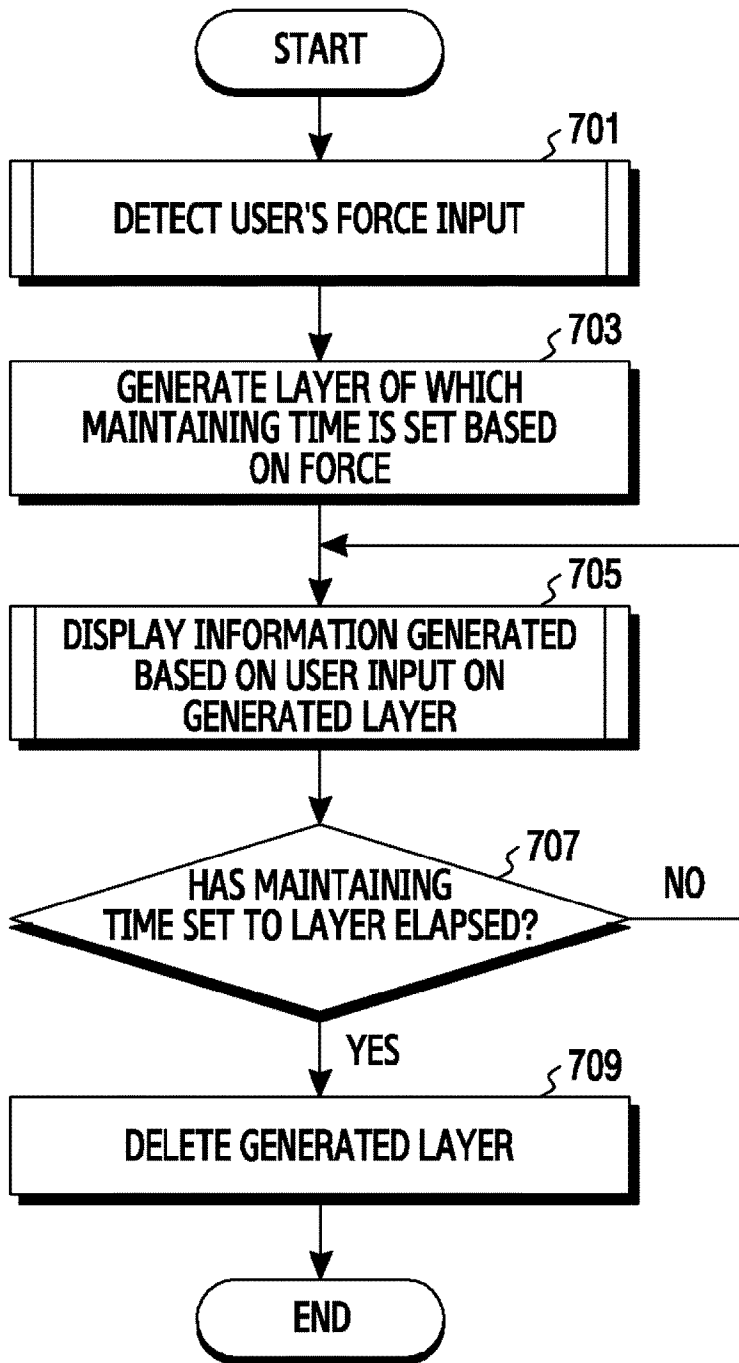 START
701
DETECT USER'S FORCE INPUT
703
GENERATE LAYER OF WHICH
MAINTAINING TIME IS SET BASED
ON FORCE
705
DISPLAY INFORMATION GENERATED
BASED ON USER INPUT ON
GENERATED LAYER
707
HAS MAINTAINING
TIME SET TO LAYER ELAPSED?
NO
YES
709
DELETE GENERATED LAYER
END